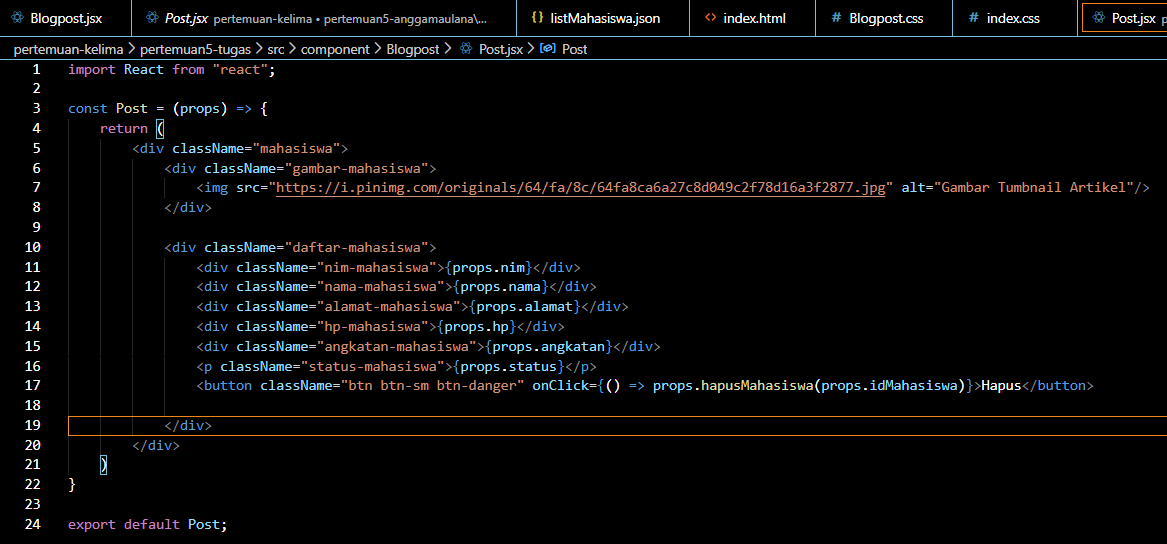 Blogpost.jsx Post.jsx pertemuan-kelima • pertemuan5-anggamaulana\... {} listMahasiswa.json <> index.html # Blogpost.css # index.css Post.jsx p
pertemuan-kelima > pertemuan5-tugas > src > component > Blogpost > Post.jsx > Post
1 import React from "react";
2
3 const Post = (props) => {
4 return (
5 <div className="mahasiswa">
6 <div className="gambar-mahasiswa">
7 <img src="https://i.pinimg.com/originals/64/fa/8c/64fa8ca6a27c8d049c2f78d16a3f2877.jpg" alt="Gambar Tumbnail Artikel"/>
8 </div>
9
10 <div className="daftar-mahasiswa">
11 <div className="nim-mahasiswa">{props.nim}</div>
12 <div className="nama-mahasiswa">{props.nama}</div>
13 <div className="alamat-mahasiswa">{props.alamat}</div>
14 <div className="hp-mahasiswa">{props.hp}</div>
15 <div className="angkatan-mahasiswa">{props.angkatan}</div>
16 <p className="status-mahasiswa">{props.status}</p>
17 <button className="btn btn-sm btn-danger" onClick={() => props.hapusMahasiswa(props.idMahasiswa)}>Hapus</button>
18
19 </div>
20 </div>
21 )
22 }
23
24 export default Post;